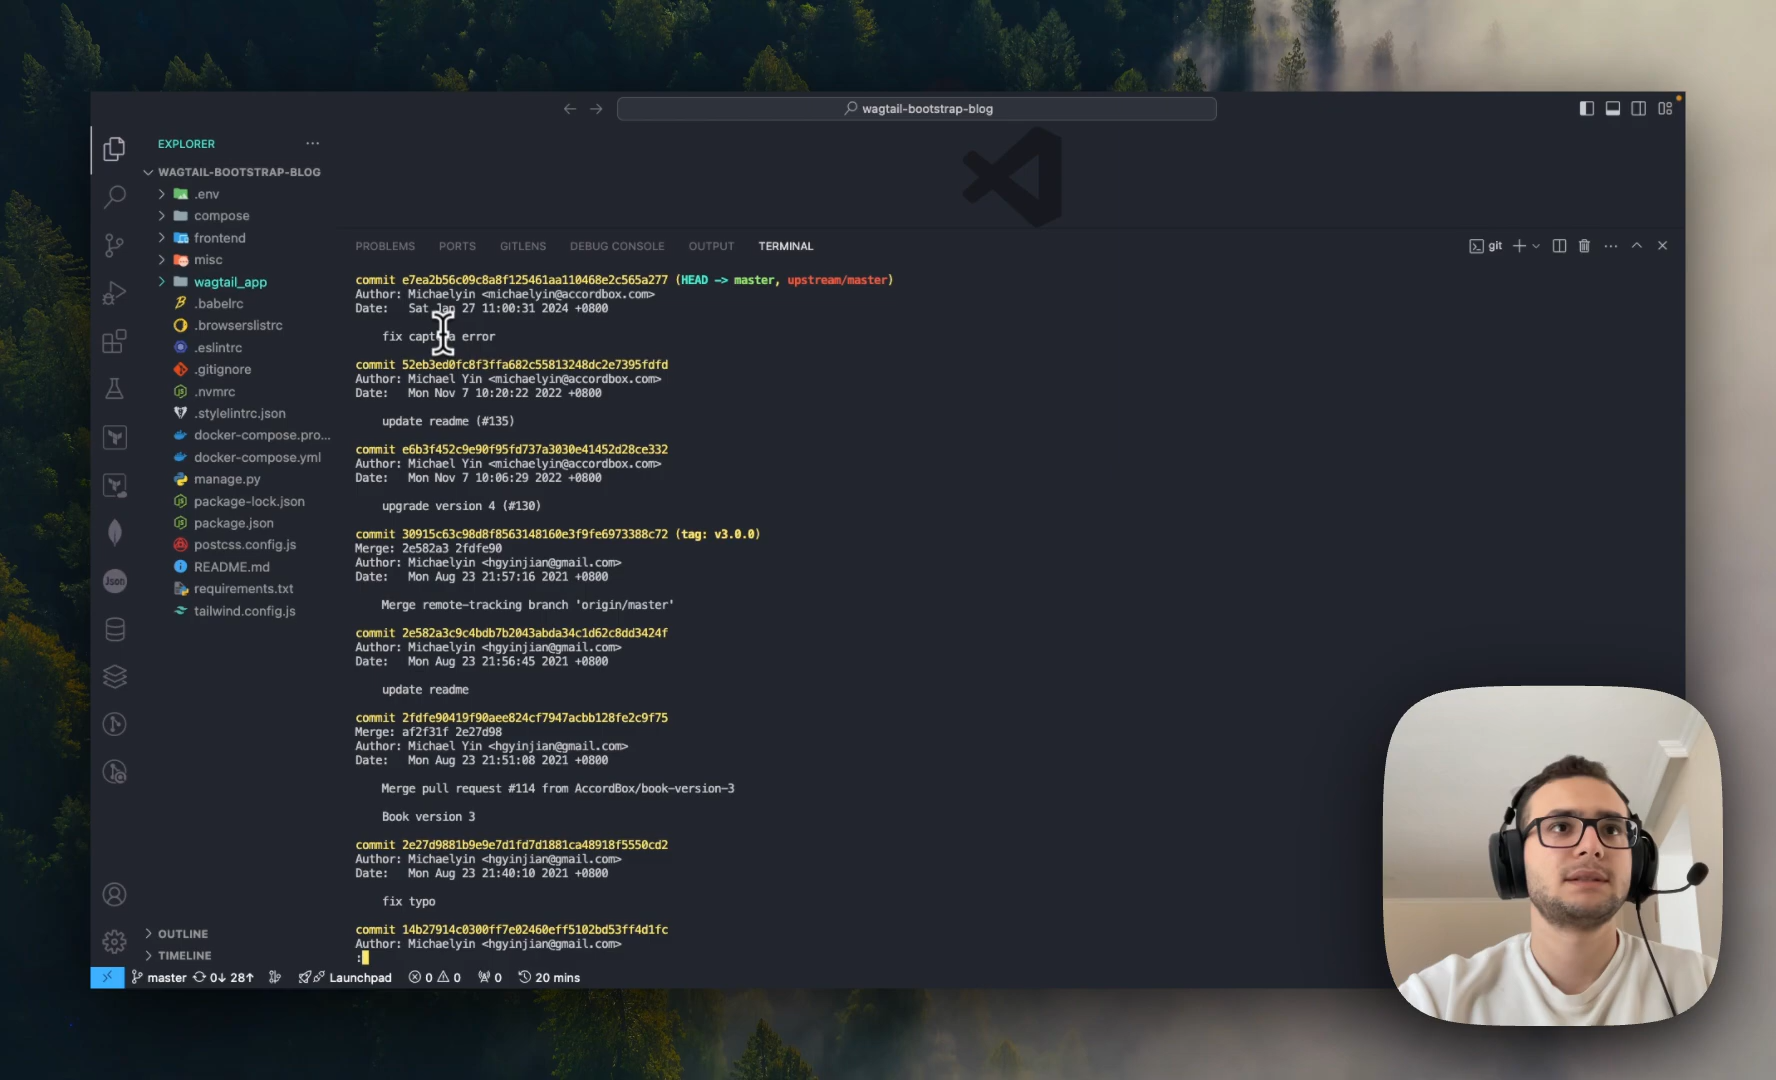 wagtail-bootstrap-blog
EXPLORER
WAGTAIL-BOOTSTRAP-BLOG
.env
compose
frontend
misc
wagtail_app
.babelrc
.browserslistrc
.eslintrc
.gitignore
.nvmrc
.stylelintrc.json
docker-compose.pro...
docker-compose.yml
manage.py
package-lock.json
package.json
postcss.config.js
README.md
requirements.txt
tailwind.config.js
OUTLINE
TIMELINE
Json
PROBLEMS PORTS GITLENS DEBUG CONSOLE OUTPUT TERMINAL
git
commit e7ea2b56c09c8a8f125461aa110468e2c565a277 (HEAD -> master, upstream/master)
Author: Michaelyin <michaelyin@accordbox.com>
Date: Sat Jan 27 11:00:31 2024 +0800
fix error
commit 52eb3ed0fc8f3ffa682c55813248dc2e7395fdfd
Author: Michael Yin <michaelyin@accordbox.com>
Date: Mon Nov 7 10:20:22 2022 +0800
update readme (#135)
commit e6b3f452c9e90f95fd737a3030e41452d28ce332
Author: Michael Yin <michaelyin@accordbox.com>
Date: Mon Nov 7 10:06:29 2022 +0800
upgrade version 4 (#130)
commit 30915c63c98d8f8563148160e3f9fe6973388c72 (tag: v3.0.0)
Merge: 2e582a3 2fdfe90
Author: Michaelyin <hgyinjian@gmail.com>
Date: Mon Aug 23 21:57:16 2021 +0800
Merge remote-tracking branch 'origin/master'
commit 2e582a3c9c4bdb7b2043abda34c1d62c8dd3424f
Author: Michaelyin <hgyinjian@gmail.com>
Date: Mon Aug 23 21:56:45 2021 +0800
update readme
commit 2fdfe90419f90aee824cf7947acbb128fe2c9f75
Merge: af2f31f 2e27d98
Author: Michael Yin <hgyinjian@gmail.com>
Date: Mon Aug 23 21:51:08 2021 +0800
Merge pull request #114 from AccordBox/book-version-3
Book version 3
commit 2e27d9881b9e9e7d1fd7d1881ca48918f5550cd2
Author: Michaelyin <hgyinjian@gmail.com>
Date: Mon Aug 23 21:40:10 2021 +0800
fix typo
commit 14b27914c0300ff7e02460eff5102bd53ff4d1fc
Author: Michaelyin <hgyinjian@gmail.com>
:
master 0↓ 28↑ Launchpad 0 0 0 20 mins